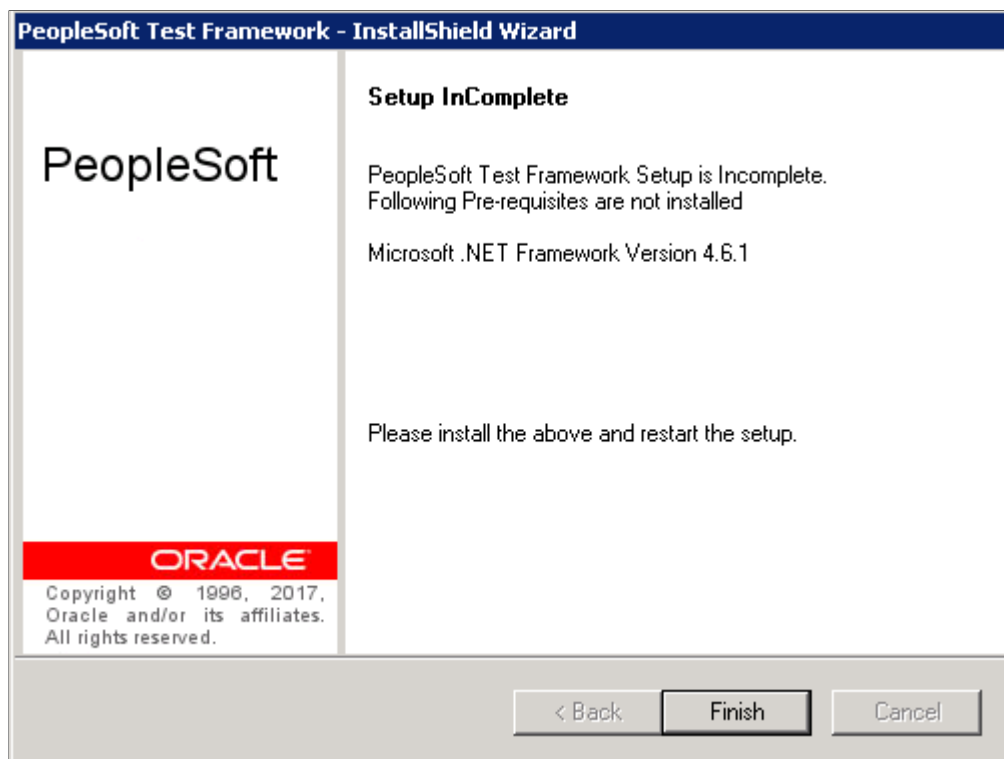 PeopleSoft Test Framework - InstallShield Wizard
Setup InComplete
PeopleSoft
PeopleSoft Test Framework Setup is Incomplete.
Following Pre-requisites are not installed
Microsoft .NET Framework Version 4.6.1
Please install the above and restart the setup.
ORACLE
Copyright © 1996, 2017,
Oracle and/or its affiliates.
All rights reserved.
< Back
Finish
Cancel